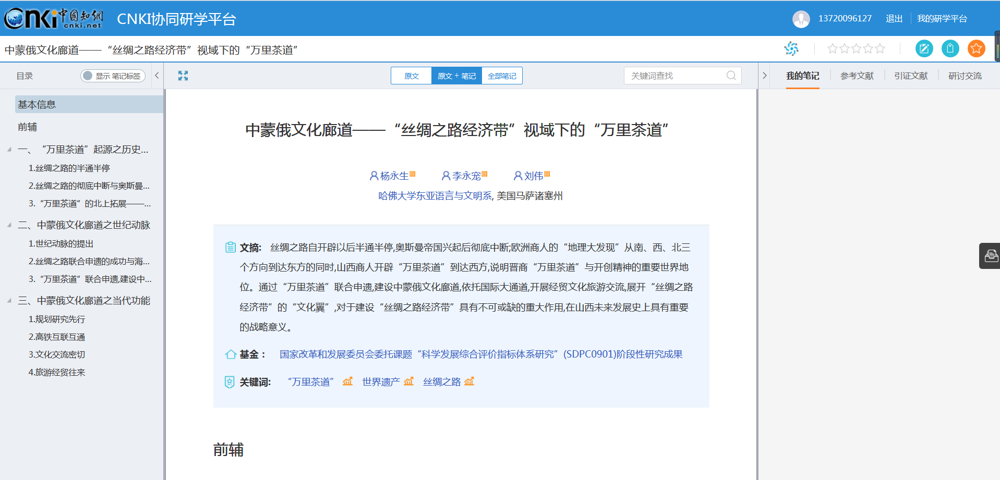 CNKi中國知網
cnki.net
CNKI协同研学平台
13720096127 退出 我的研学平台
中蒙俄文化廊道——“丝绸之路经济带”视域下的“万里茶道”
目录
显示 笔记标签
原文
原文 + 笔记
全部笔记
关键词查找
我的笔记
参考文献
引证文献
研讨交流
基本信息
前辅
一、“万里茶道”起源之历史...
1.丝绸之路的半通半停
2.丝绸之路的彻底中断与奥斯曼...
3.“万里茶道”的北上拓展——...
二、中蒙俄文化廊道之世纪动脉
1.世纪动脉的提出
2.丝绸之路联合申遗的成功与海...
3.“万里茶道”联合申遗,建设中...
三、中蒙俄文化廊道之当代功能
1.规划研究先行
2.高铁互联互通
3.文化交流密切
4.旅游经贸往来
中蒙俄文化廊道——“丝绸之路经济带”视域下的“万里茶道”
杨永生 李永宠 刘伟
哈佛大学东亚语言与文明系, 美国马萨诸塞州
文摘: 丝绸之路自开辟以后半通半停,奥斯曼帝国兴起后彻底中断;欧洲商人的“地理大发现”从南、西、北三
个方向到达东方的同时,山西商人开辟“万里茶道”到达西方,说明晋商“万里茶道”与开创精神的重要世界地
位。通过“万里茶道”联合申遗,建设中蒙俄文化廊道,依托国际大通道,开展经贸文化旅游交流,展开“丝绸之路
经济带”的“文化翼”,对于建设“丝绸之路经济带”具有不可或缺的重大作用,在山西未来发展史上具有重要
的战略意义。
基金： 国家改革和发展委员会委托课题“科学发展综合评价指标体系研究”(SDPC0901)阶段性研究成果
关键词: “万里茶道” 世界遗产 丝绸之路
前辅